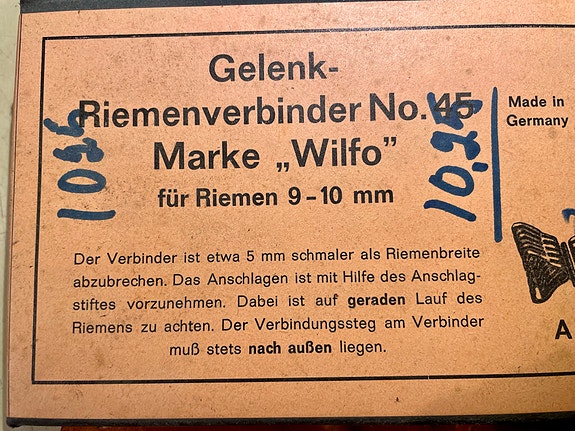 Gelenk-
Riemenverbinder No. 45
Marke „Wilfo”
für Riemen 9-10 mm
Der Verbinder ist etwa 5 mm schmaler als Riemenbreite
abzubrechen. Das Anschlagen ist mit Hilfe des Anschlag-
stiftes vorzunehmen. Dabei ist auf geraden Lauf des
Riemens zu achten. Der Verbindungssteg am Verbinder
muß stets nach außen liegen.
10,25
Made in
Germany
A